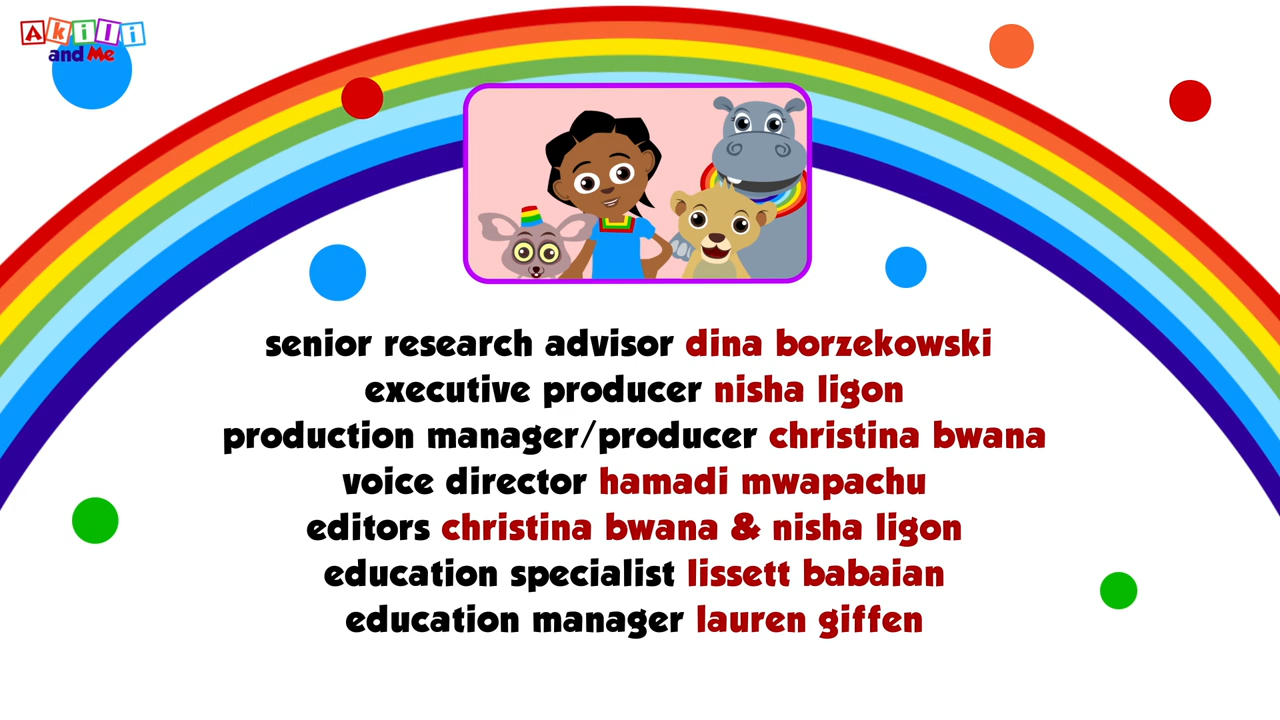 Akili
and Me
senior research advisor dina borzekowski
executive producer nisha ligon
production manager/producer christina bwana
voice director hamadi mwapachu
editors christina bwana & nisha ligon
education specialist lissett babaian
education manager lauren giffen